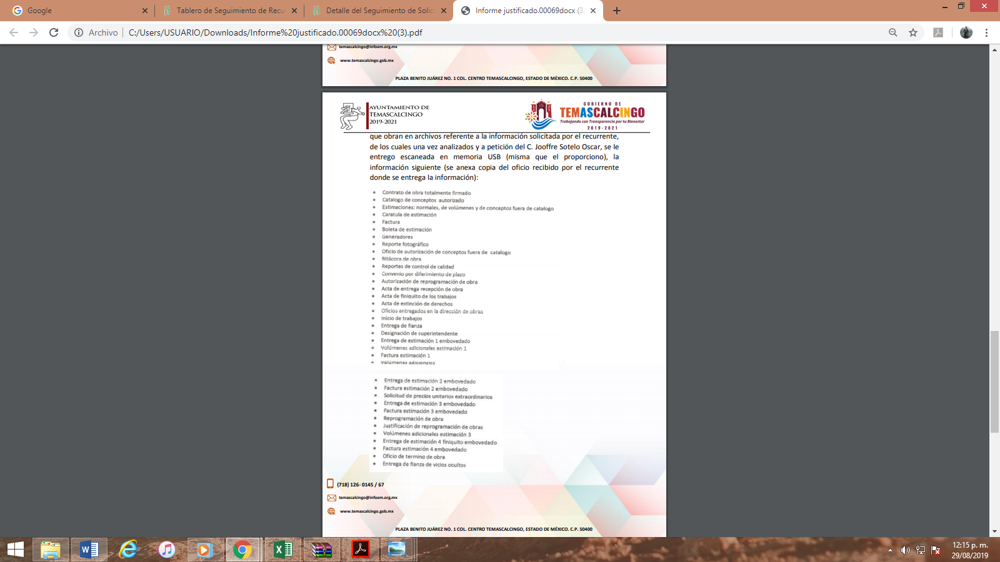 Google
Tablero de Seguimiento de Recu
Detalle del Seguimiento de Solic
Informe justificado.00069docx (3
Archivo
C:/Users/USUARIO/Downloads/Informe%20justificado.00069docx%20(3).pdf
temascalcingo@infoem.org.mx
www.temascalcingo.gob.mx
PLAZA BENITO JUÁREZ NO. 1 COL. CENTRO TEMASCALCINGO, ESTADO DE MÉXICO. C.P. 50400
AYUNTAMIENTO DE
TEMASCALCINGO
2019-2021
GOBIERNO DE
TEMASCALCINGO
Trabajando con Transparencia por tu Bienestar
2019-2021
que obran en archivos referente a la información solicitada por el recurrente,
de los cuales una vez analizados y a petición del C. Jooffre Sotelo Oscar, se le
entrego escaneada en memoria USB (misma que el proporciono), la
información siguiente (se anexa copia del oficio recibido por el recurrente
donde se entrega la información):
• Contrato de obra totalmente firmado
• Catalogo de conceptos autorizado
• Estimaciones: normales, de volúmenes y de conceptos fuera de catalogo
• Caratula de estimación
• Factura
• Boleta de estimación
• Generadores
• Reporte fotográfico
• Oficio de autorización de conceptos fuera de catalogo
• Bitácora de obra
• Reportes de control de calidad
• Convenio por diferimiento de plazo
• Autorización de reprogramación de obra
• Acta de entrega recepción de obra
• Acta de finiquito de los trabajos
• Acta de extinción de derechos
• Oficios entregados en la dirección de obras
• Inicio de trabajos
• Entrega de fianza
• Designación de superintendente
• Entrega de estimación 1 embovedado
• Volúmenes adicionales estimación 1
• Factura estimación 1
• Volúmenes adicionales
• Entrega de estimación 2 embovedado
• Factura estimación 2 embovedado
• Solicitud de precios unitarios extraordinarios
• Entrega de estimación 3 embovedado
• Factura estimación 3 embovedado
• Reprogramación de obra
• Justificación de reprogramación de obras
• Volúmenes adicionales estimación 3
• Entrega de estimación 4 finiquito embovedado
• Factura estimación 4 embovedado
• Oficio de termino de obra
• Entrega de fianza de vicios ocultos
(718) 126- 0145 / 67
temascalcingo@infoem.org.mx
www.temascalcingo.gob.mx
PLAZA BENITO JUÁREZ NO. 1 COL. CENTRO TEMASCALCINGO, ESTADO DE MÉXICO. C.P. 50400
12:15 p. m.
29/08/2019